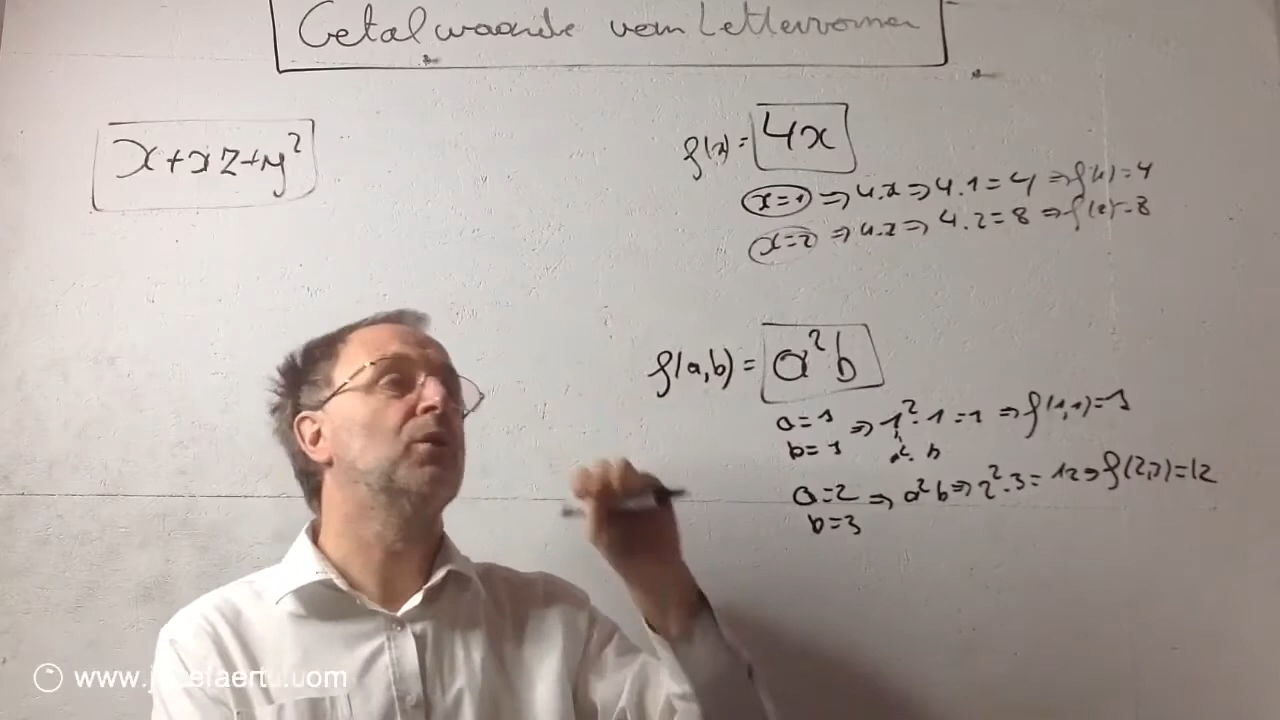 Getalwaarde van Lettervormen
x+xz+y²
f(x) = 4x
x=1 ⇒ 4.x ⇒ 4.1 = 4 ⇒ f(1) = 4
x=2 ⇒ 4.x ⇒ 4.2 = 8 ⇒ f(2) = 8
f(a,b) = a²b
a=1
b=1 ⇒ 1².1 = 1 ⇒ f(1,1) = 1
a². b
a=2 ⇒ a²b ⇒ 2².3 = 12 ⇒ f(2,3) = 12
b=3